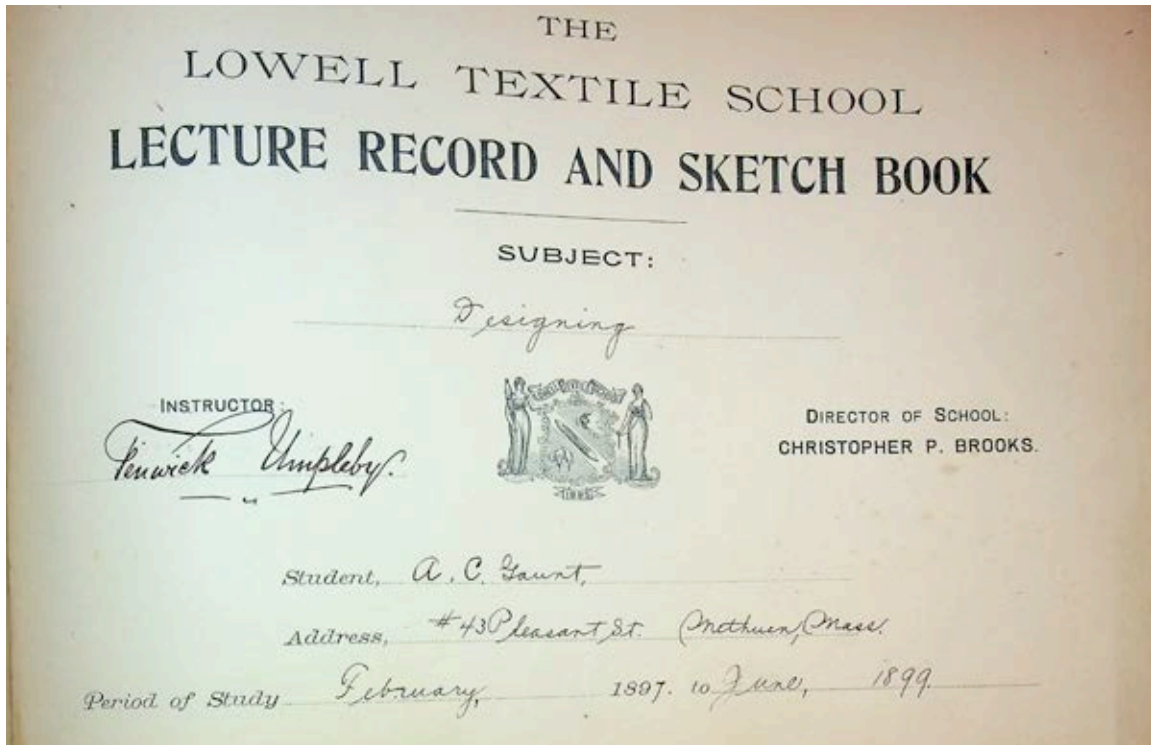 THE
LOWELL TEXTILE SCHOOL
LECTURE RECORD AND SKETCH BOOK
SUBJECT:
Designing
INSTRUCTOR:
Fenwick Umpleby.
DIRECTOR OF SCHOOL:
CHRISTOPHER P. BROOKS.
Student, A. C. Gaunt,
Address, #43 Pleasant St. Methuen, Mass.
Period of Study February, 1897. to June, 1899.